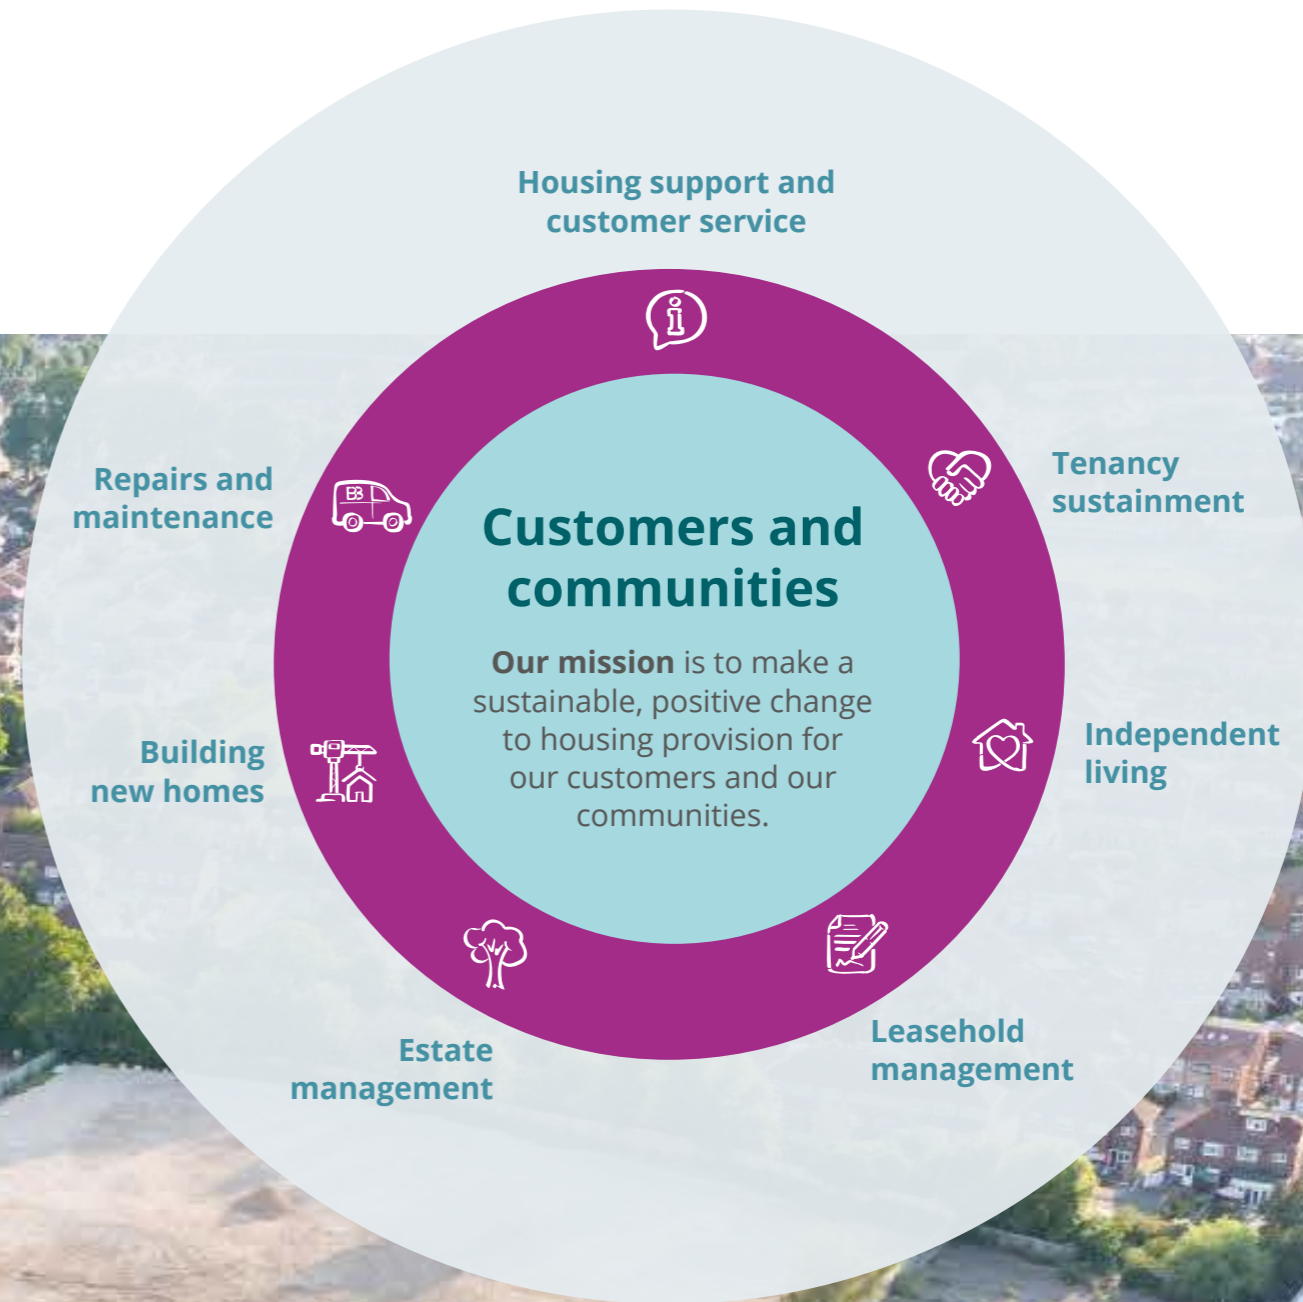 Housing support and
customer service
Tenancy
sustainment
Independent
living
Leasehold
management
Estate
management
Building
new homes
Repairs and
maintenance
BB
Customers and
communities
Our mission is to make a
sustainable, positive change
to housing provision for
our customers and our
communities.